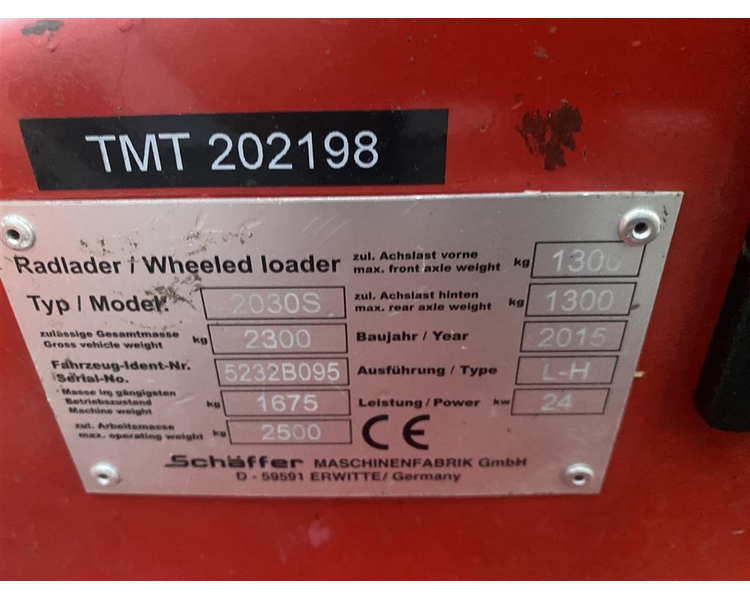 TMT 202198
Radlader / Wheeled loader
Typ / Model: 2030S
zulässige Gesamtmasse
Gross vehicle weight kg 2300
Fahrzeug-Ident-Nr.
Serial-No. 5232B095
Masse im gängigsten
Betriebszustand
Machine weight kg 1675
zul. Arbeitsmasse
max. operating weight kg 2500
zul. Achslast vorne
max. front axle weight kg 1300
zul. Achslast hinten
max. rear axle weight kg 1300
Baujahr / Year 2015
Ausführung / Type L-H
Leistung / Power kw 24
CE
Schäffer MASCHINENFABRIK GmbH
D - 59591 ERWITTE / Germany